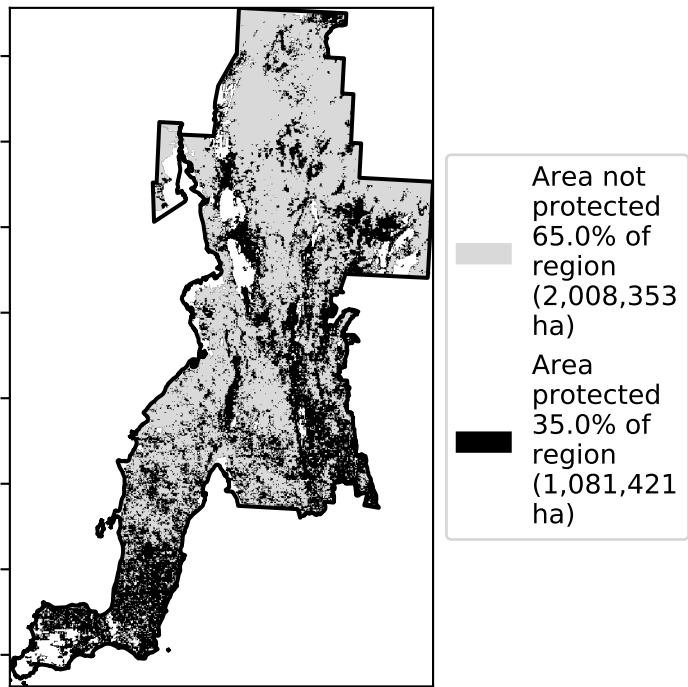 Area not
protected
65.0% of
region
(2,008,353
ha)
Area
protected
35.0% of
region
(1,081,421
ha)